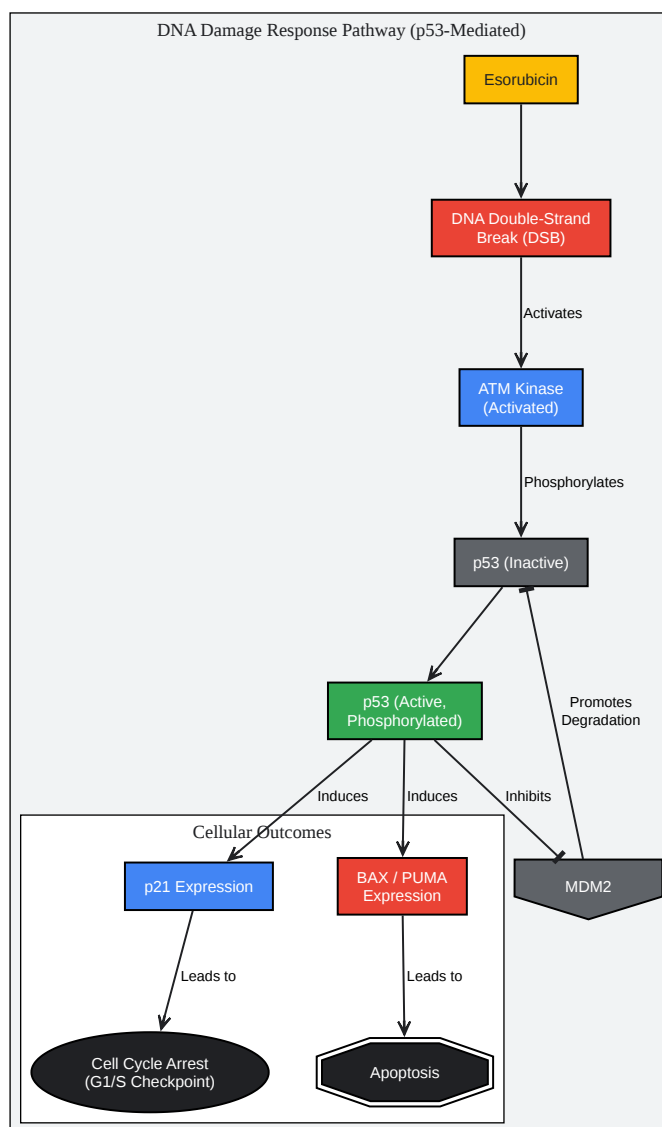 DNA Damage Response Pathway (p53-Mediated)
Esorubicin
DNA Double-Strand
Break (DSB)
Activates
ATM Kinase
(Activated)
Phosphorylates
p53 (Inactive)
p53 (Active,
Phosphorylated)
Promotes
Degradation
Induces
Induces
Inhibits
Cellular Outcomes
p21 Expression
BAX / PUMA
Expression
MDM2
Leads to
Leads to
Cell Cycle Arrest
(G1/S Checkpoint)
Apoptosis